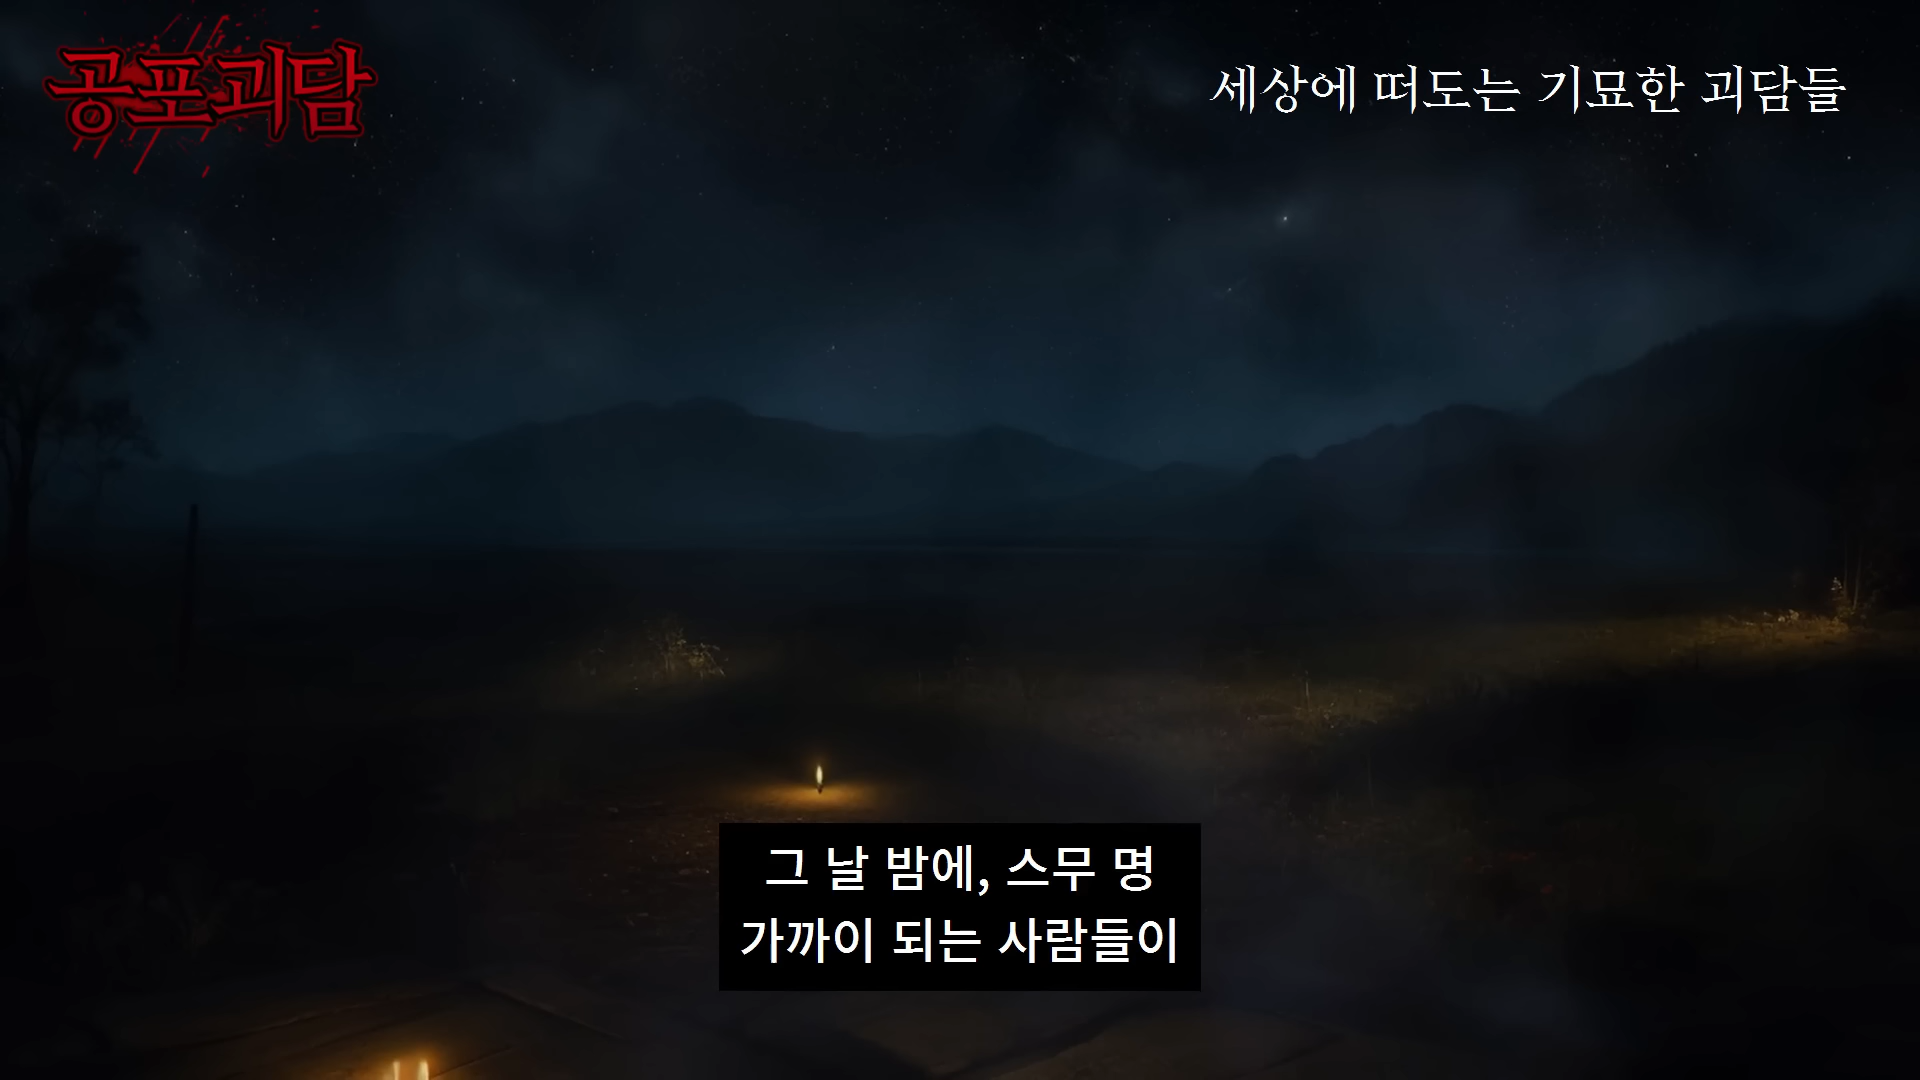 공포괴담
세상에 떠도는 기묘한 괴담들
그 날 밤에, 스무 명
가까이 되는 사람들이